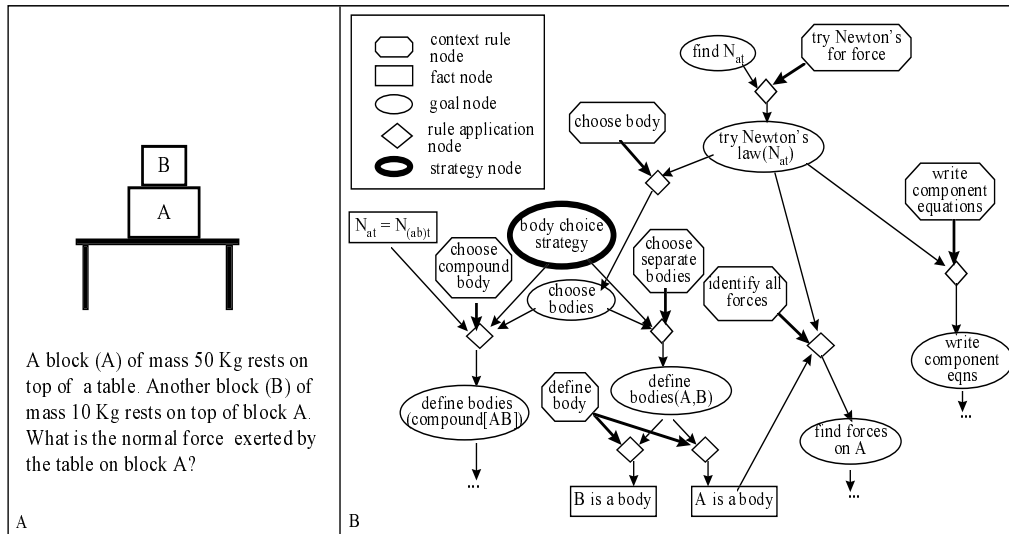 B
A
A block (A) of mass 50 Kg rests on
top of a table. Another block (B) of
mass 10 Kg rests on top of block A.
What is the normal force exerted by
the table on block A?
A
context rule
node
fact node
goal node
rule application
node
strategy node
find Nat
try Newton's
for force
choose body
try Newton's
law(Nat)
write
component
equations
Nat = N(ab)t
choose
compound
body
body choice
strategy
choose
separate
bodies
choose
bodies
identify all
forces
write
component
eqns
...
define bodies
(compound[AB])
...
define
body
define
bodies(A,B)
find forces
on A
...
B is a body
A is a body
B